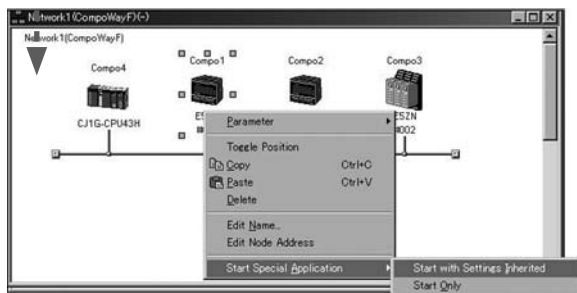 Network1(CompoWayF)(-)
Network1(CompoWayF)
Compo4
Compo1
Compo2
Compo3
CJ1G-CPU43H
E5ZN
Parameter
Toggle Position
Copy Ctrl+C
Paste Ctrl+V
Delete
Edit Name...
Edit Node Address
Start Special Application
Start with Settings Inherited
Start Only